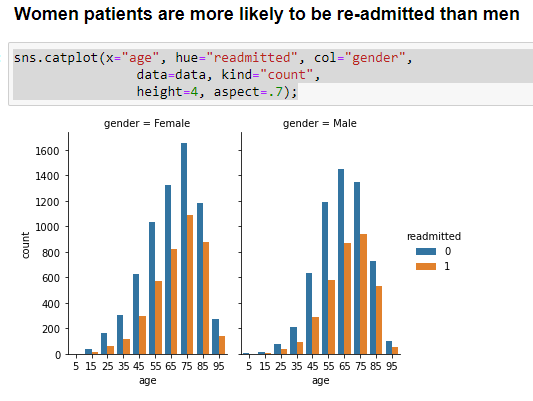 Women patients are more likely to be re-admitted than men
sns.catplot(x="age", hue="readmitted", col="gender",
data=data, kind="count",
height=4, aspect=.7);
gender = Female
gender = Male
1600
1400
1200
1000
800
600
400
200
0
count
5 15 25 35 45 55 65 75 85 95
age
5 15 25 35 45 55 65 75 85 95
age
readmitted
0
1